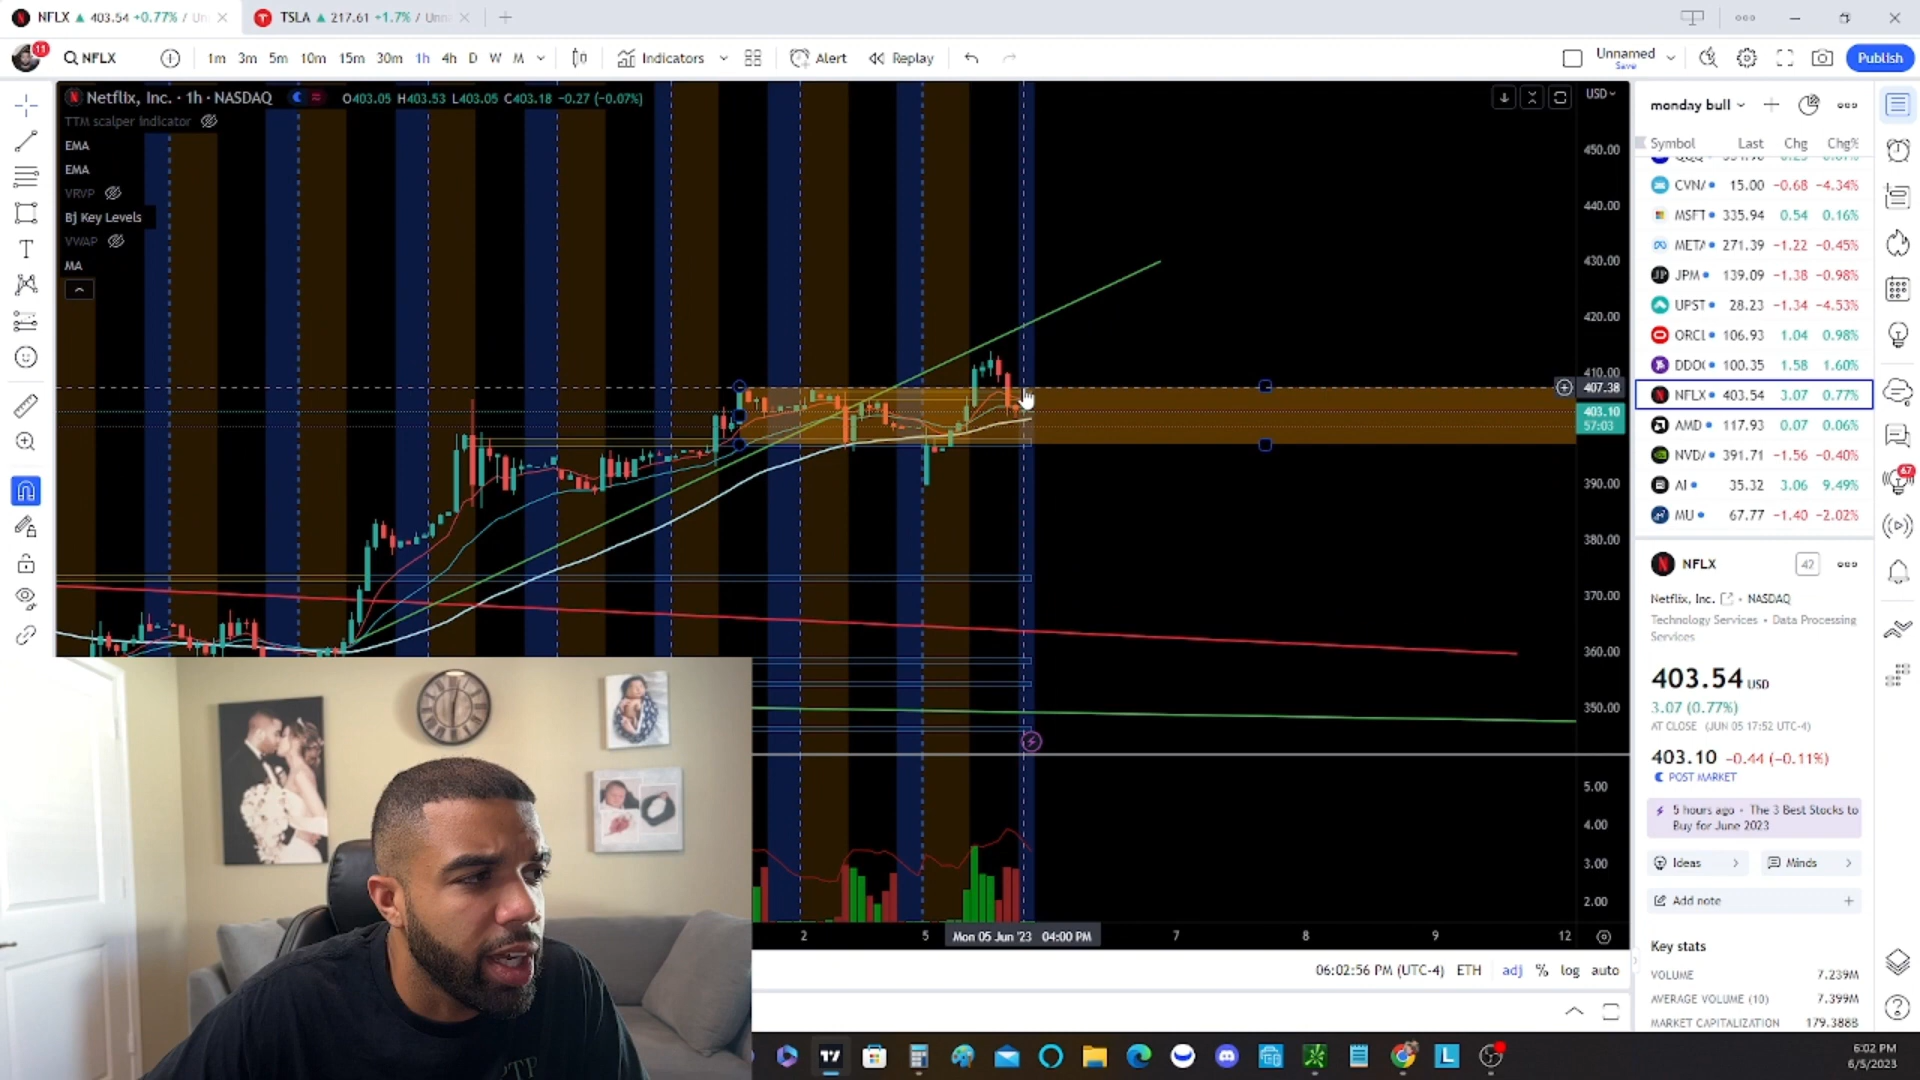 NFLX ▲ 403.54 +0.77% / Un
TSLA ▲ 217.61 +1.7% / Unn
11
NFLX
1m 3m 5m 10m 15m 30m 1h 4h D W M
Indicators
Alert
Replay
Unnamed
Save
Publish
Netflix, Inc. · 1h · NASDAQ
O403.05 H403.53 L403.05 C403.18 −0.27 (−0.07%)
TTM scalper indicator
EMA
EMA
VRVP
Bj Key Levels
VWAP
MA
USD
450.00
440.00
430.00
420.00
410.00
407.38
403.10
57:03
390.00
380.00
370.00
360.00
350.00
5.00
4.00
3.00
2.00
2
5
Mon 05 Jun '23 04:00 PM
7
8
9
12
06:02:56 PM (UTC-4) ETH adj % log auto
monday bull
Symbol Last Chg Chg%
CVN 15.00 −0.68 −4.34%
MSFT 335.94 0.54 0.16%
META 271.39 −1.22 −0.45%
JPM 139.09 −1.38 −0.98%
UPST 28.23 −1.34 −4.53%
ORCL 106.93 1.04 0.98%
DDO 100.35 1.58 1.60%
NFLX 403.54 3.07 0.77%
AMD 117.93 0.07 0.06%
NVD 391.71 −1.56 −0.40%
AI 35.32 3.06 9.49%
MU 67.77 −1.40 −2.02%
67
NFLX
42
Netflix, Inc. • NASDAQ
Technology Services • Data Processing
Services
403.54 USD
3.07 (0.77%)
AT CLOSE (JUN 05 17:52 UTC-4)
403.10 −0.44 (−0.11%)
POST MARKET
5 hours ago • The 3 Best Stocks to
Buy for June 2023
Ideas
Minds
Add note
Key stats
VOLUME 7.239M
AVERAGE VOLUME (10) 7.399M
MARKET CAPITALIZATION 179.388B
6:02 PM
6/5/2023